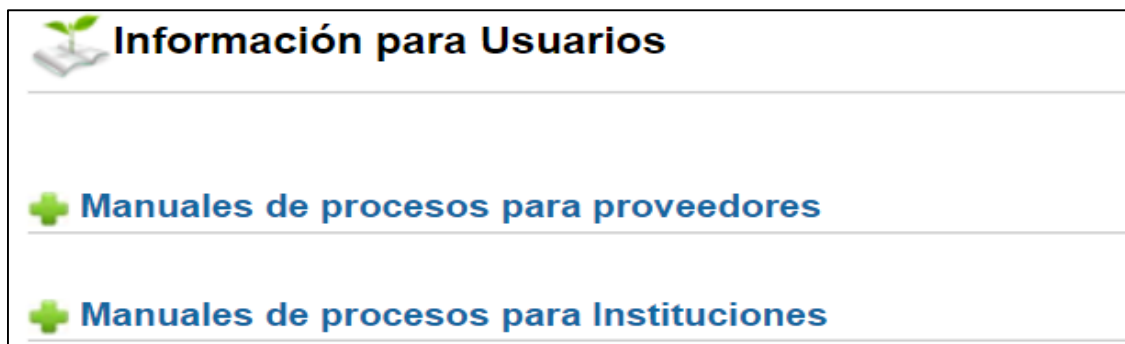 Información para Usuarios
Manuales de procesos para proveedores
Manuales de procesos para Instituciones